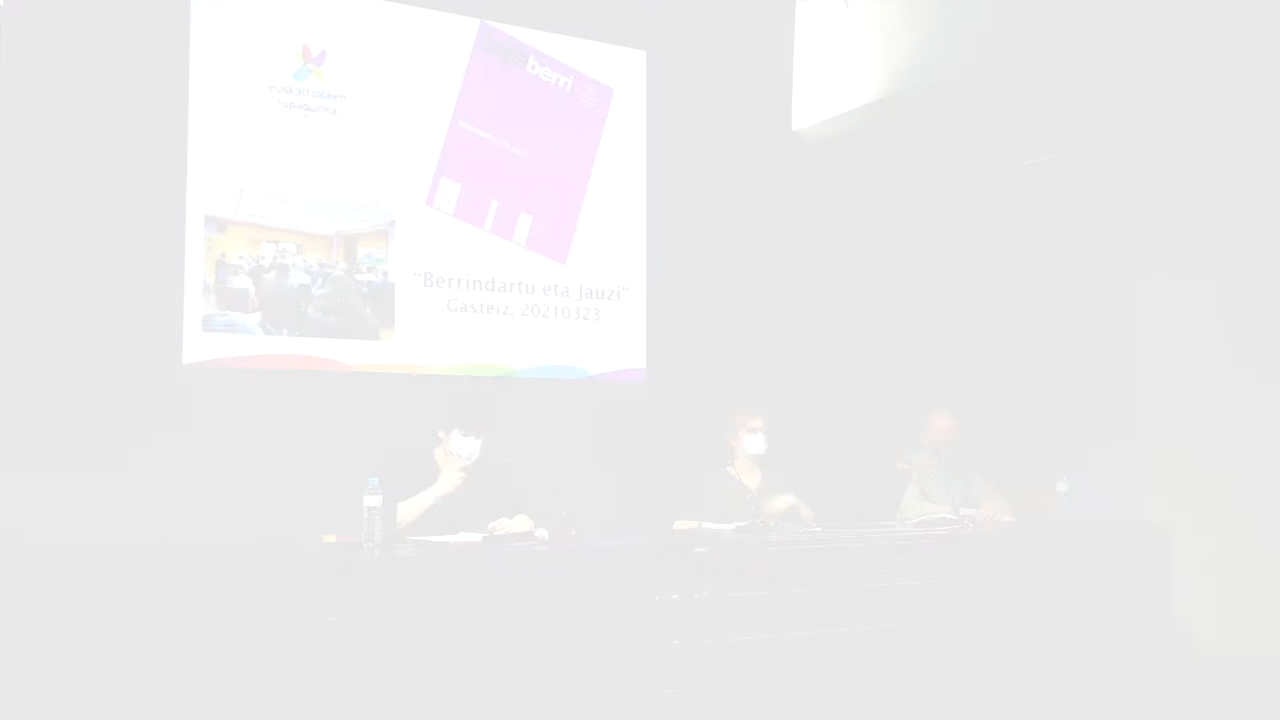 euskaltzaleen
topagunea
berri
"Berrindartu eta Jauzi"
Gasteiz, 20210323